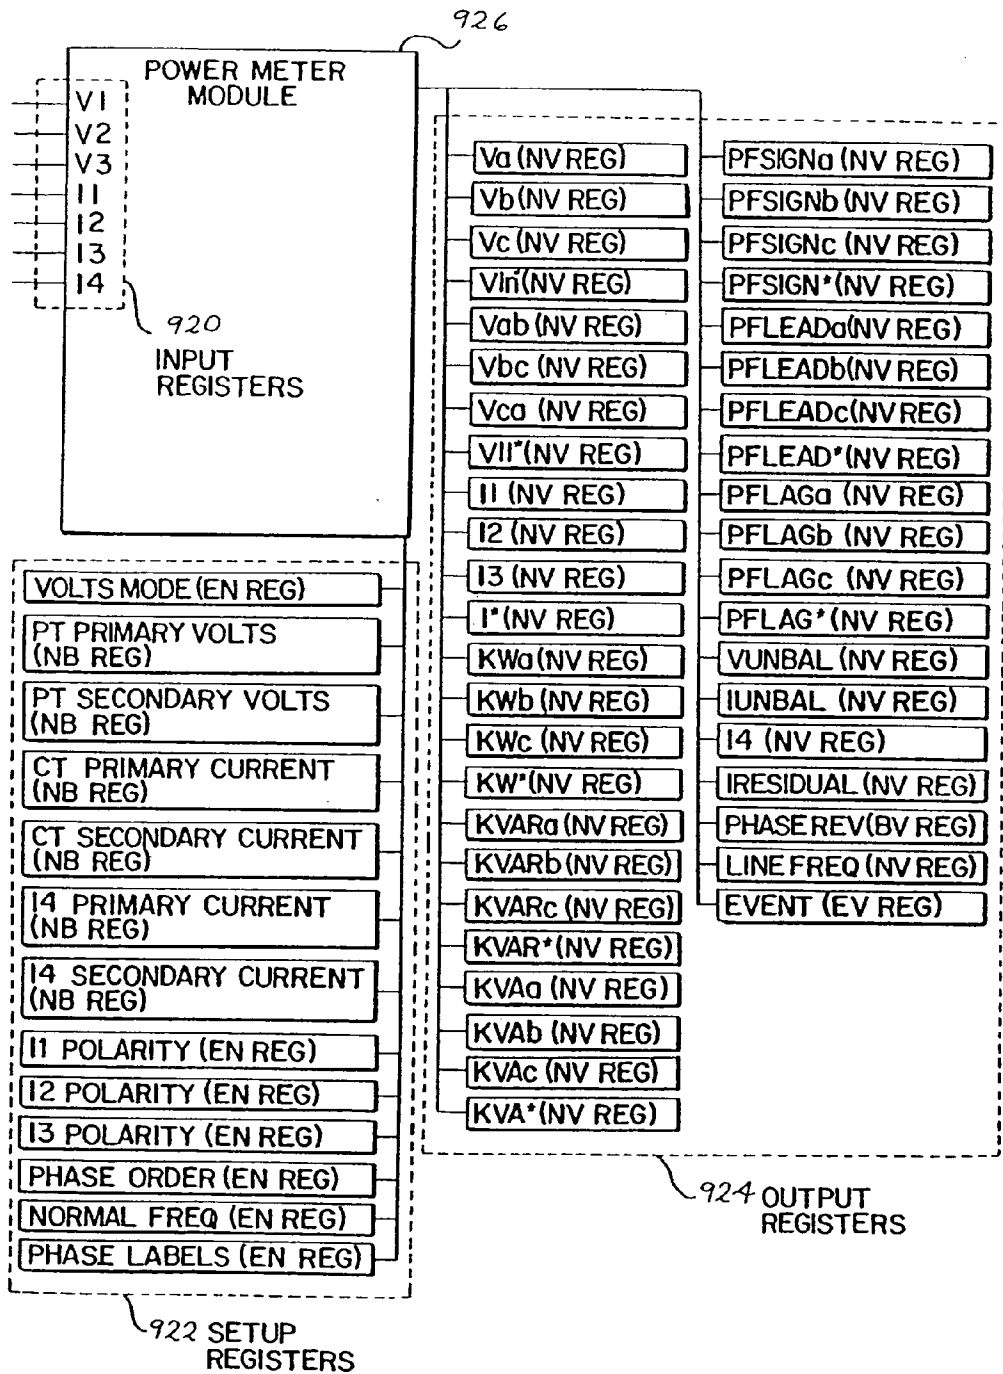 926
POWER METER
MODULE
V1
V2
V3
I1
I2
I3
I4
920
INPUT
REGISTERS
VOLTS MODE (EN REG)
PT PRIMARY VOLTS
(NB REG)
PT SECONDARY VOLTS
(NB REG)
CT PRIMARY CURRENT
(NB REG)
CT SECONDARY CURRENT
(NB REG)
I4 PRIMARY CURRENT
(NB REG)
I4 SECONDARY CURRENT
(NB REG)
I1 POLARITY (EN REG)
I2 POLARITY (EN REG)
I3 POLARITY (EN REG)
PHASE ORDER (EN REG)
NORMAL FREQ (EN REG)
PHASE LABELS (EN REG)
922 SETUP
REGISTERS
Va (NV REG)
Vb (NV REG)
Vc (NV REG)
Vln* (NV REG)
Vab (NV REG)
Vbc (NV REG)
Vca (NV REG)
Vll* (NV REG)
I1 (NV REG)
I2 (NV REG)
I3 (NV REG)
I* (NV REG)
KWa (NV REG)
KWb (NV REG)
KWc (NV REG)
KW* (NV REG)
KVARa (NV REG)
KVARb (NV REG)
KVARc (NV REG)
KVAR* (NV REG)
KVAa (NV REG)
KVAb (NV REG)
KVAc (NV REG)
KVA* (NV REG)
PFSIGNa (NV REG)
PFSIGNb (NV REG)
PFSIGNc (NV REG)
PFSIGN* (NV REG)
PFLEADa (NV REG)
PFLEADb (NV REG)
PFLEADc (NV REG)
PFLEAD* (NV REG)
PFLAGa (NV REG)
PFLAGb (NV REG)
PFLAGc (NV REG)
PFLAG* (NV REG)
VUNBAL (NV REG)
IUNBAL (NV REG)
I4 (NV REG)
IRESIDUAL (NV REG)
PHASE REV (BV REG)
LINE FREQ (NV REG)
EVENT (EV REG)
924 OUTPUT
REGISTERS